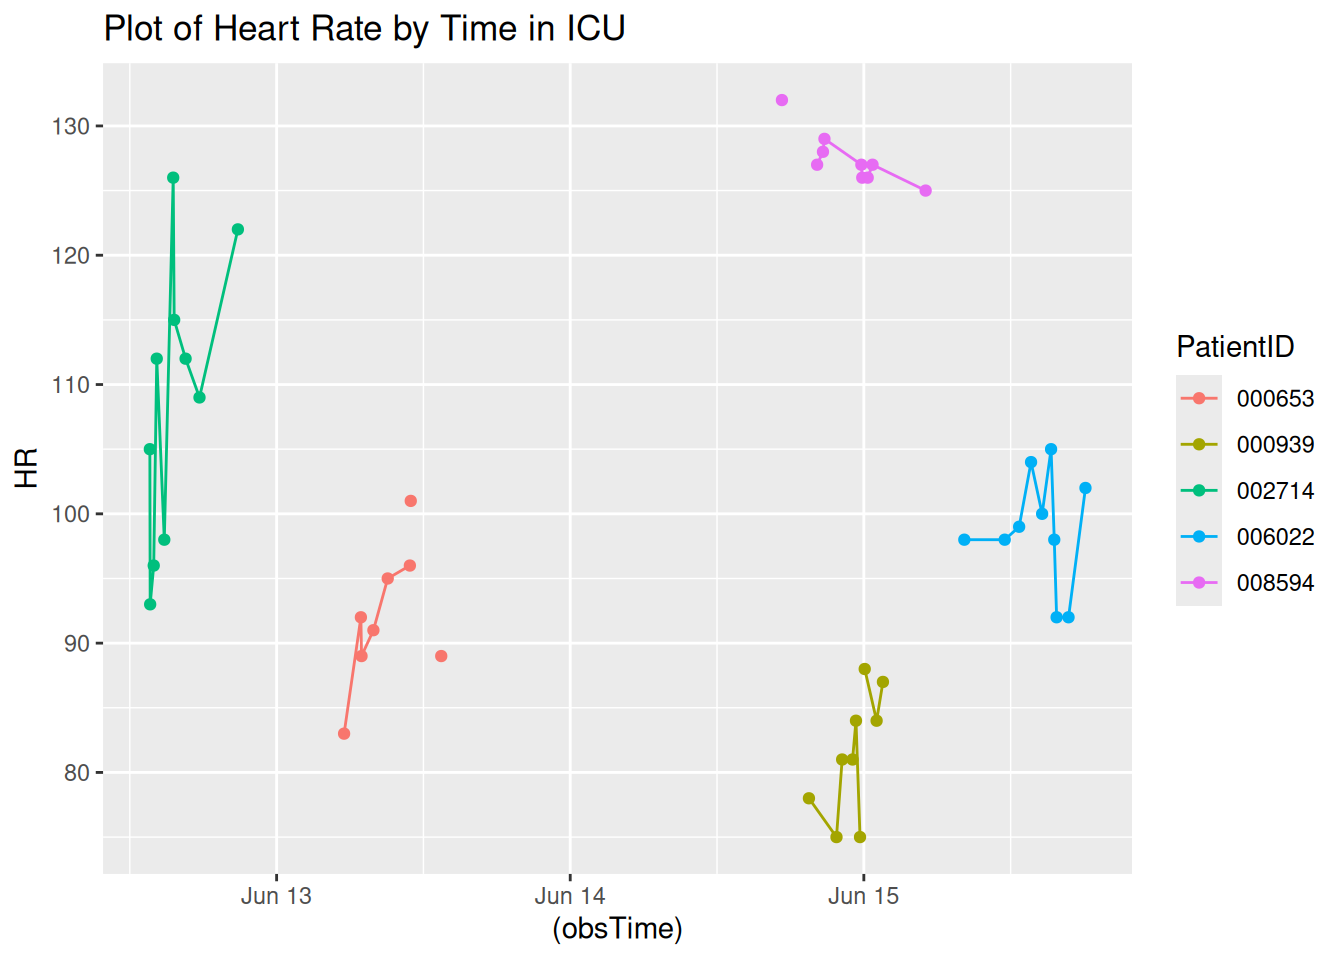 Plot of Heart Rate by Time in ICU
130
120
110
100
90
80
HR
Jun 13
Jun 14
Jun 15
(obsTime)
PatientID
000653
000939
002714
006022
008594